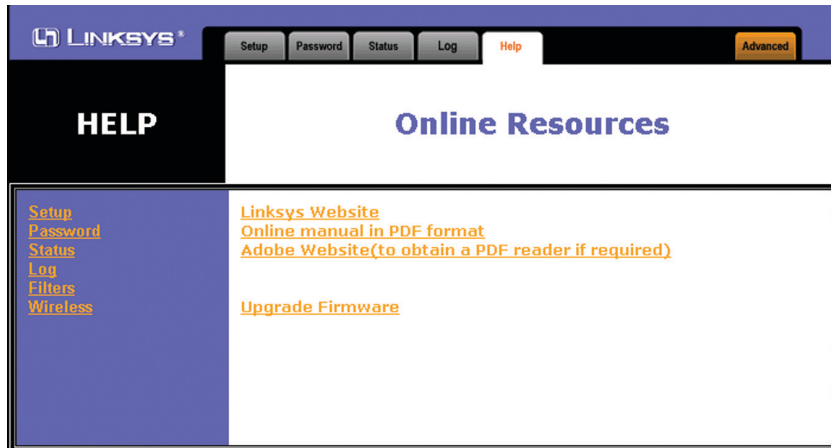 LINKSYS®
Setup Password Status Log Help Advanced
HELP
Online Resources
Setup
Password
Status
Log
Filters
Wireless
Linksys Website
Online manual in PDF format
Adobe Website(to obtain a PDF reader if required)
Upgrade Firmware